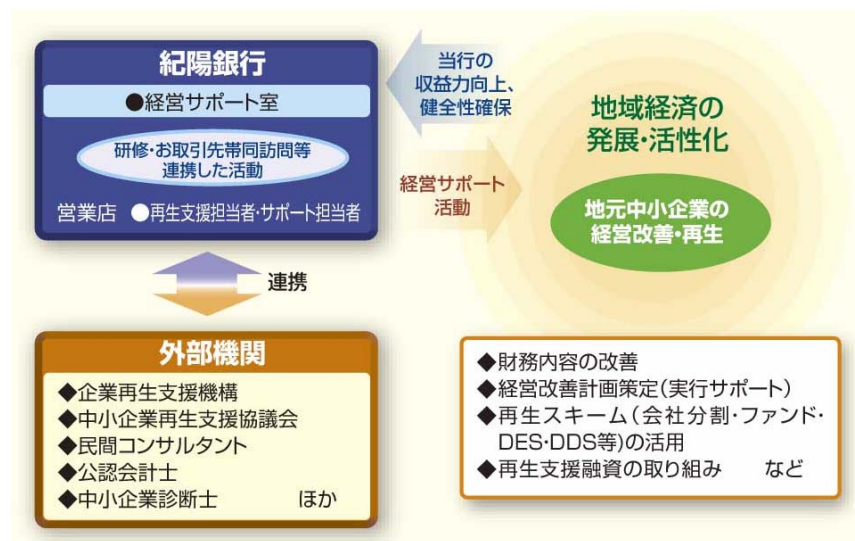 紀陽銀行
●経営サポート室
研修・お取引先帯同訪問等
連携した活動
営業店 ●再生支援担当者・サポート担当者
当行の
収益力向上、
健全性確保
経営サポート
活動
地域経済の
発展・活性化
地元中小企業の
経営改善・再生
連携
外部機関
◆企業再生支援機構
◆中小企業再生支援協議会
◆民間コンサルタント
◆公認会計士
◆中小企業診断士 ほか
◆財務内容の改善
◆経営改善計画策定(実行サポート)
◆再生スキーム(会社分割・ファンド・
DES・DDS等)の活用
◆再生支援融資の取り組み など